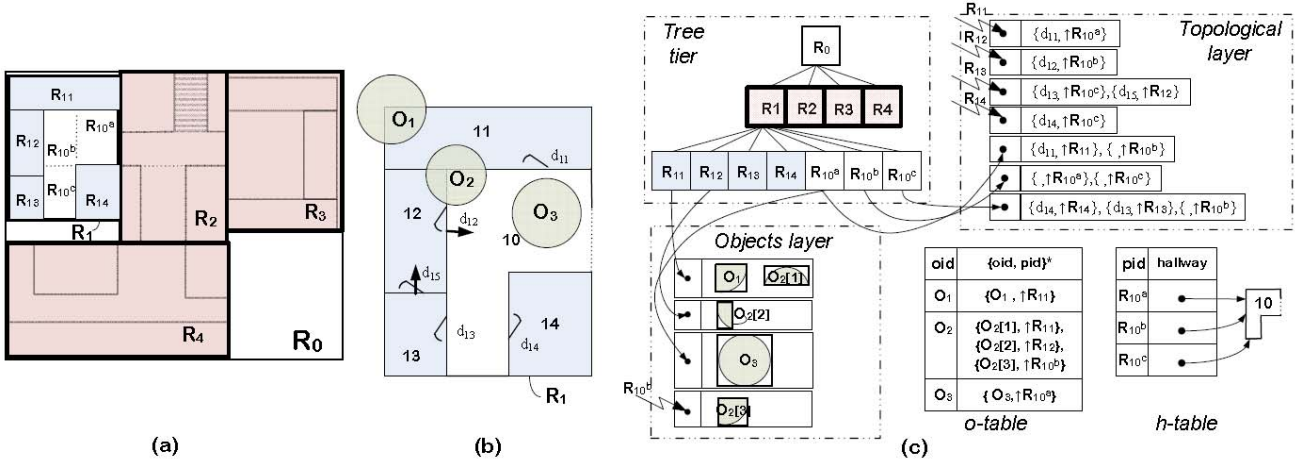 R11
R12
R10a
R10b
R13
R10c
R14
R1
R2
R3
R4
R0
(a)
O1
11
d11
O2
O3
12
d12
10
d15
d13
d14
14
13
R1
(b)
Tree tier
R0
R1 R2 R3 R4
R11 R12 R13 R14 R10a R10b R10c
Topological layer
R11
{d11, ↑R10a}
R12
{d12, ↑R10b}
R13
{d13, ↑R10c},{d15, ↑R12}
R14
{d14, ↑R10c}
{d11, ↑R11},{ ,↑R10b}
{ ,↑R10a},{ ,↑R10c}
{d14, ↑R14},{d13, ↑R13},{ ,↑R10b}
Objects layer
O1 O2[1]
O2[2]
O3
R10b
O2[3]
oid {oid, pid}*
O1 {O1 , ↑R11}
O2 {O2[1], ↑R11},
{O2[2], ↑R12},
{O2[3], ↑R10b}
O3 {O3,↑R10a}
o-table
pid hallway
R10a
R10b
R10c
10
h-table
(c)